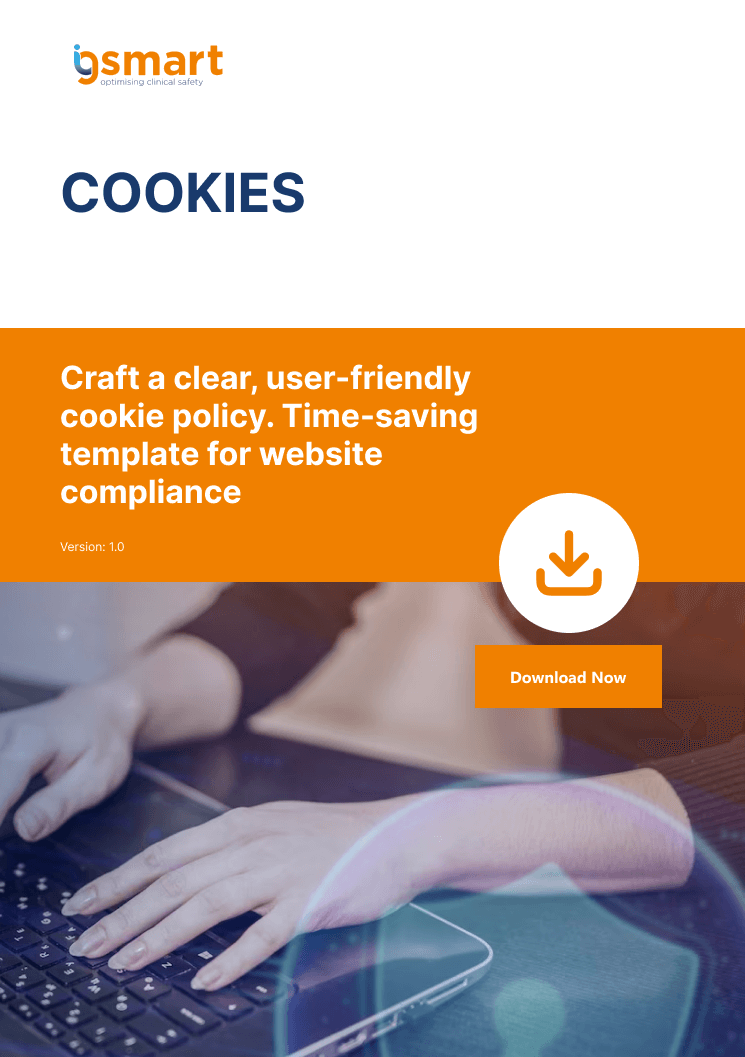 igsmart
optimising clinical safety
COOKIES
Craft a clear, user-friendly
cookie policy. Time-saving
template for website
compliance
Version: 1.0
Download Now